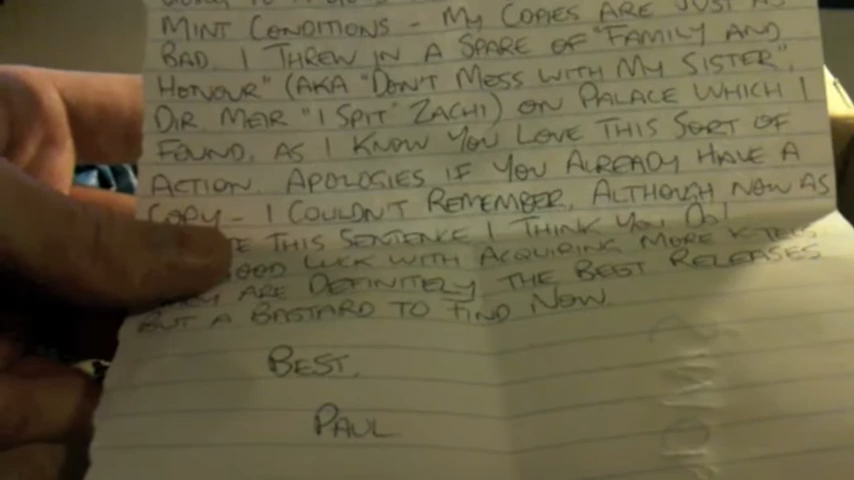 MINT CONDITIONS - MY COPIES ARE JUST AS
BAD. I THREW IN A SPARE OF "FAMILY AND
HONOUR" (AKA "DON'T MESS WITH MY SISTER",
DIR. MEIR "I SPIT" ZACHI) ON PALACE WHICH I
FOUND, AS I KNOW YOU LOVE THIS SORT OF
ACTION. APOLOGIES IF YOU ALREADY HAVE A
COPY - I COULDN'T REMEMBER, ALTHOUGH NOW AS
THIS SENTENCE I THINK YOU DO!
LUCK WITH ACQUIRING MORE
ARE DEFINITELY THE BEST RELEASES
BUT A BASTARD TO FIND NOW
BEST.
PAUL